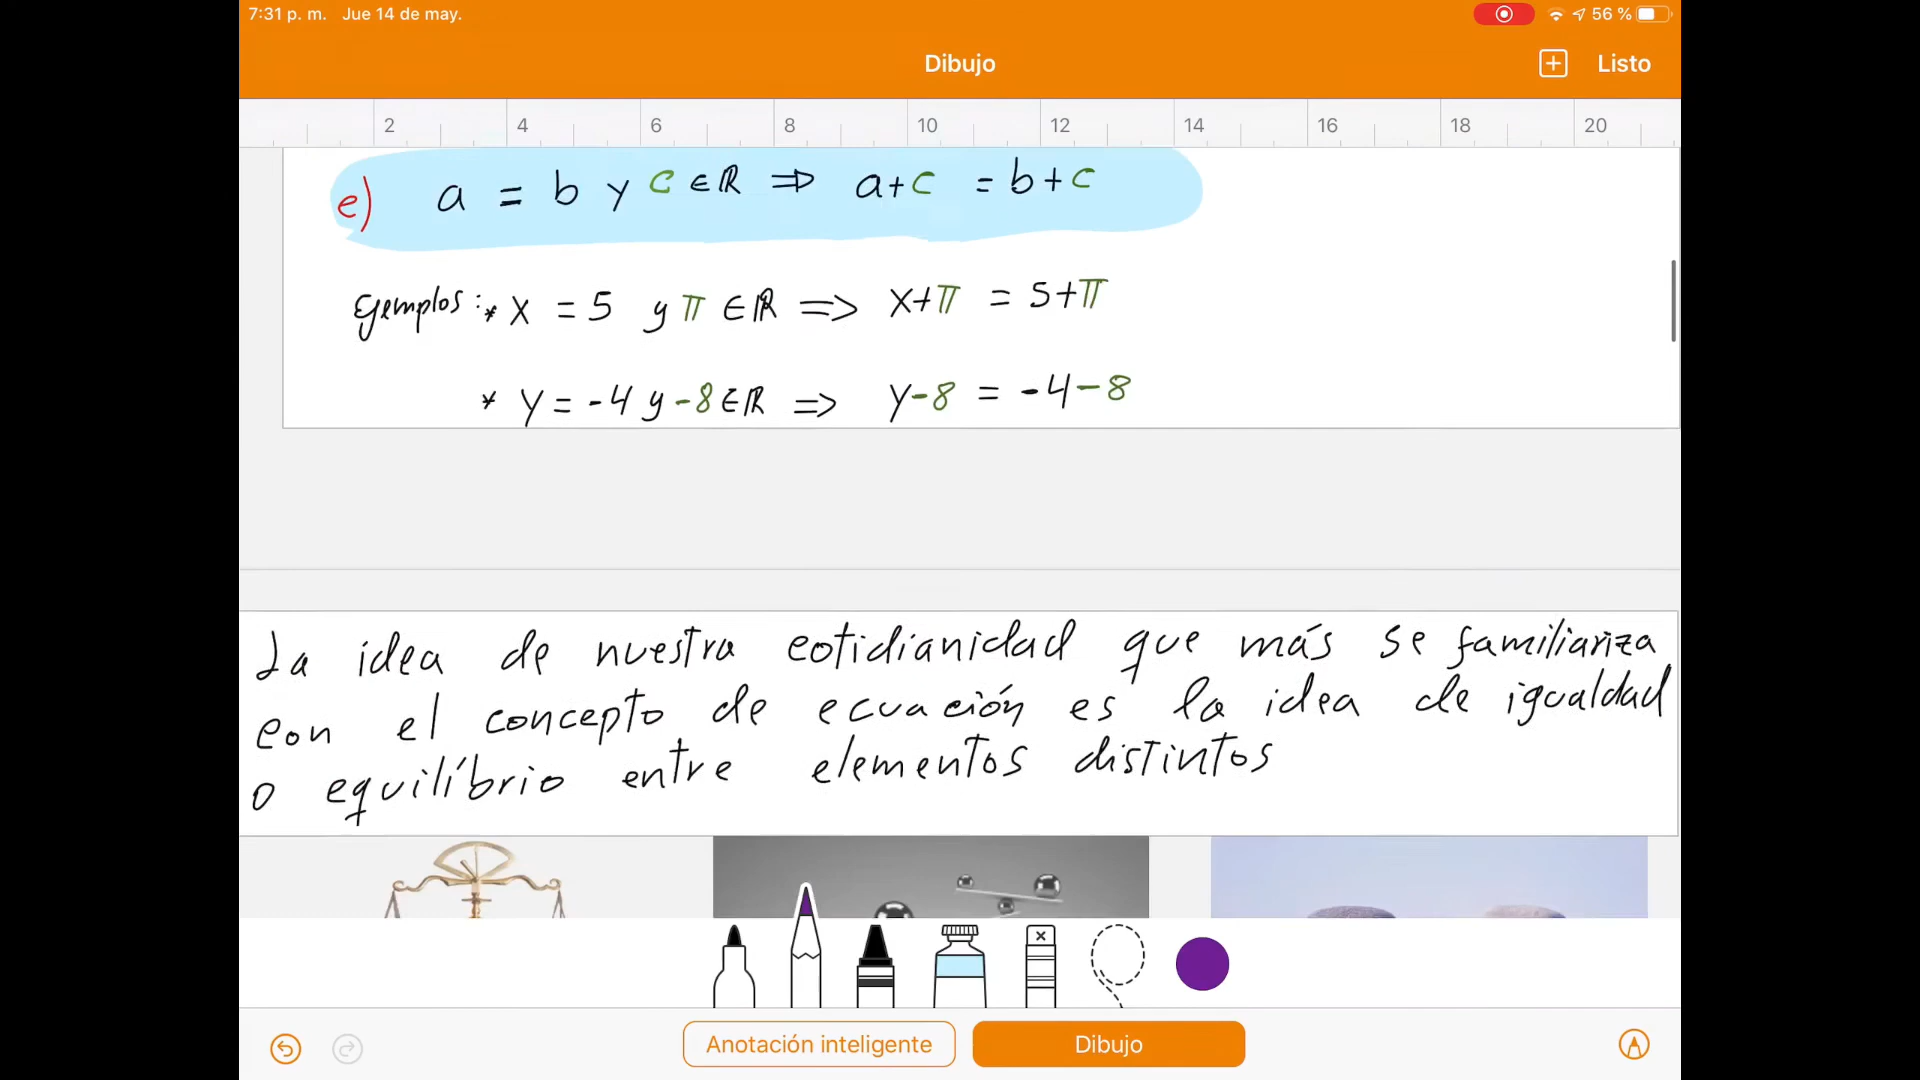 7:31 p. m. Jue 14 de may. 56 %
Dibujo Listo
2 4 6 8 10 12 14 16 18 20
e) a = b y c ∈ ℝ ⇒ a+c = b+c
Ejemplos: * X = 5 y π ∈ ℝ ⇒ X+π = 5+π
* Y = -4 y -8 ∈ ℝ ⇒ Y-8 = -4-8
La idea de nuestra cotidianidad que más se familiariza
con el concepto de ecuación es la idea de igualdad
o equilíbrio entre elementos distintos
Anotación inteligente Dibujo